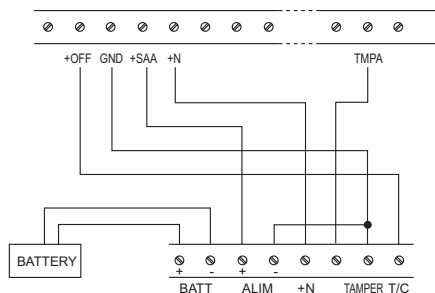 +OFF GND +SAA +N TMPA
BATTERY
+ - + -
BATT ALIM +N TAMPER T/C